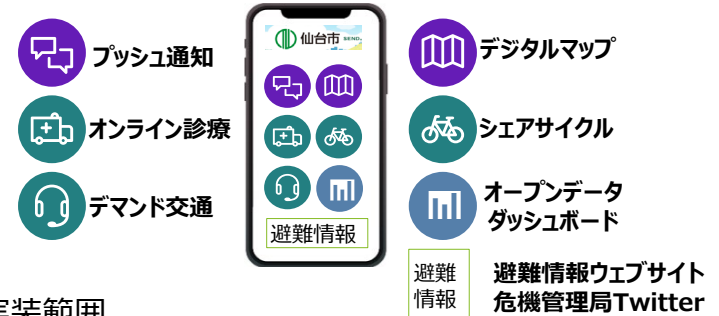 プッシュ通知
オンライン診療
デマンド交通
仙台市
避難情報
デジタルマップ
シェアサイクル
オープンデータ
ダッシュボード
避難
情報
避難情報ウェブサイト
危機管理局Twitter